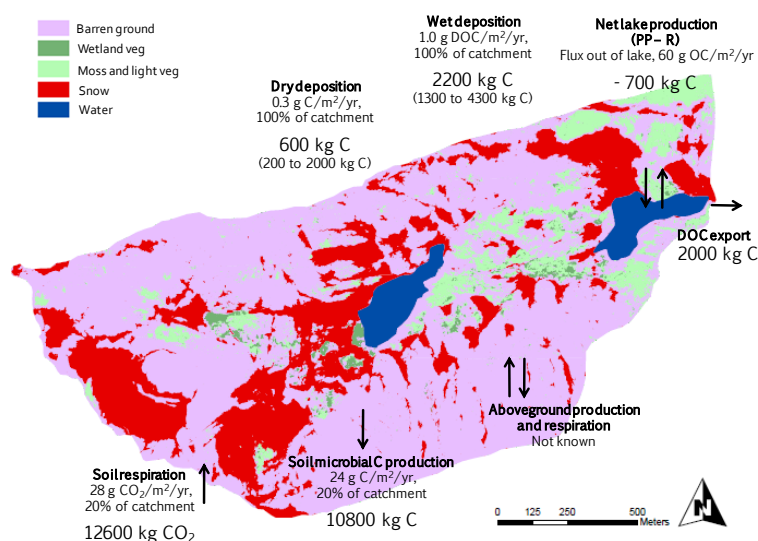 Barren ground
Wetland veg
Moss and light veg
Snow
Water
Dry deposition
0.3 g C/m²/yr,
100% of catchment
600 kg C
(200 to 2000 kg C)
Wet deposition
1.0 g DOC/m²/yr,
100% of catchment
2200 kg C
(1300 to 4300 kg C)
Net lake production
(PP – R)
Flux out of lake, 60 g OC/m²/yr
- 700 kg C
DOC export
2000 kg C
Aboveground production
and respiration
Not known
Soil microbial C production
24 g C/m²/yr,
20% of catchment
10800 kg C
Soil respiration
28 g CO₂/m²/yr,
20% of catchment
12600 kg CO₂
0 125 250 500
Meters
N